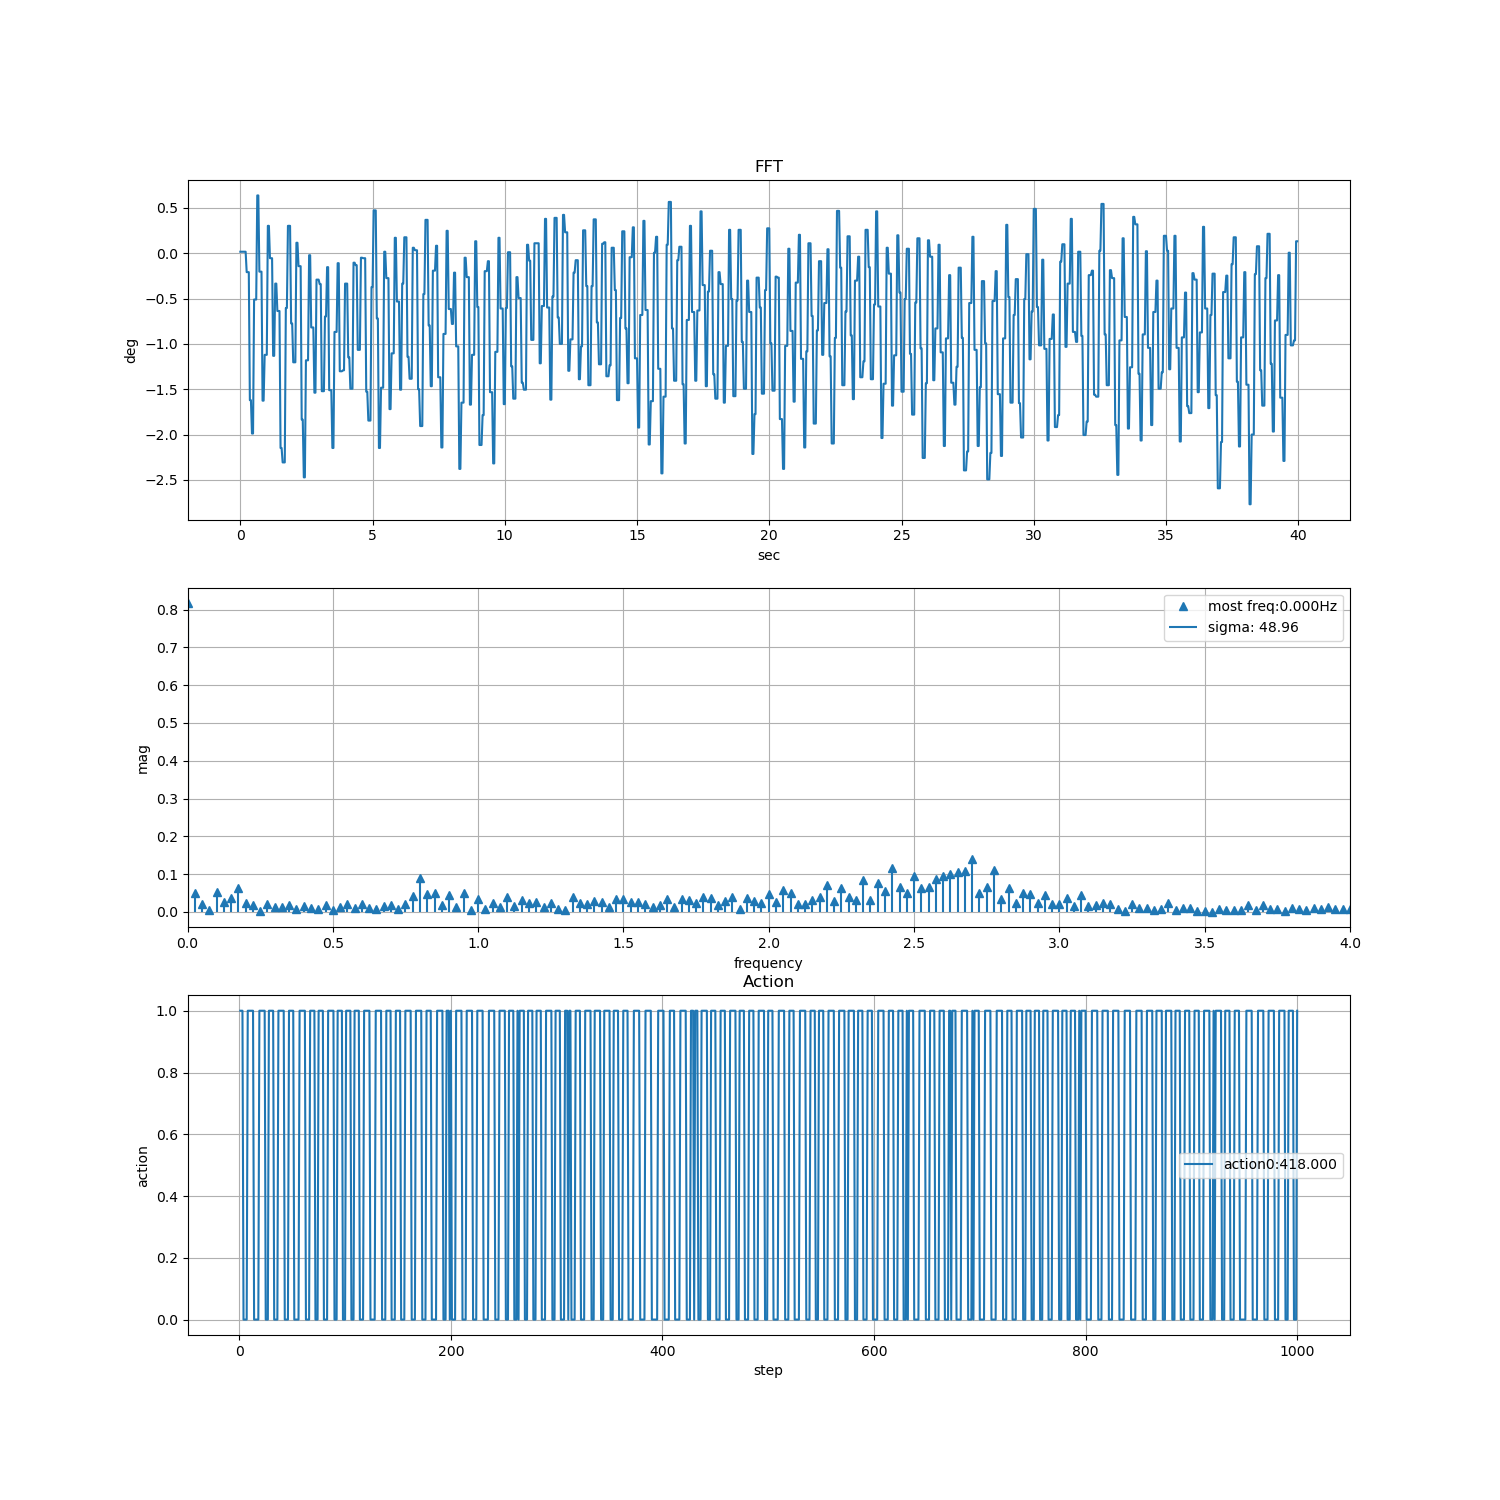 FFT
0.5
0.0
−0.5
−1.0
−1.5
−2.0
−2.5
deg
0 5 10 15 20 25 30 35 40
sec
most freq:0.000Hz
sigma: 48.96
0.8
0.7
0.6
0.5
0.4
0.3
0.2
0.1
0.0
mag
0.0 0.5 1.0 1.5 2.0 2.5 3.0 3.5 4.0
frequency
Action
1.0
0.8
0.6
0.4
0.2
0.0
action
action0:418.000
0 200 400 600 800 1000
step